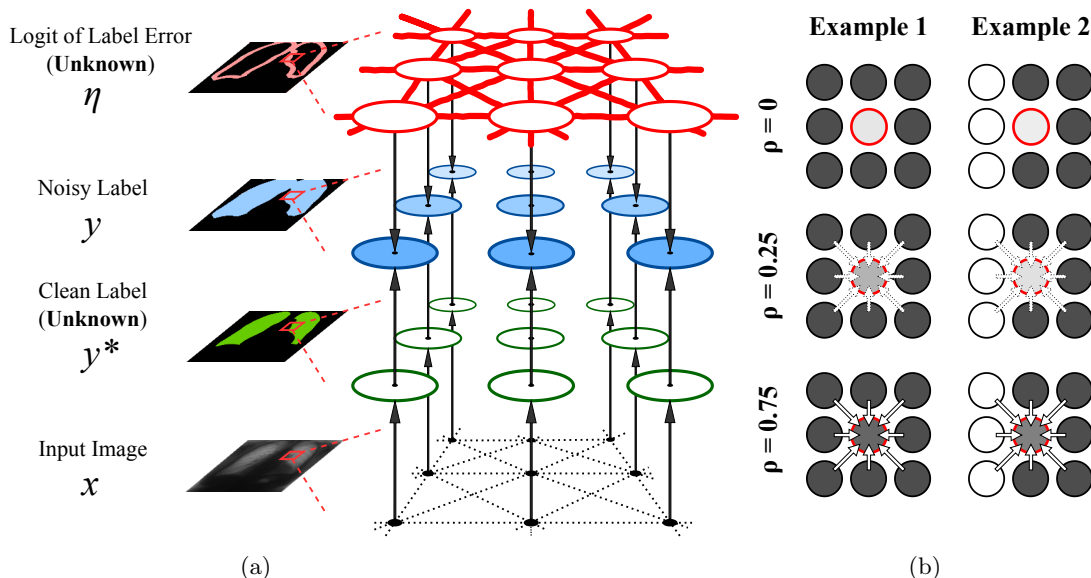 Logit of Label Error
(Unknown)
η
Noisy Label
y
Clean Label
(Unknown)
y*
Input Image
x
(a)
Example 1 Example 2
ρ = 0
ρ = 0.25
ρ = 0.75
(b)